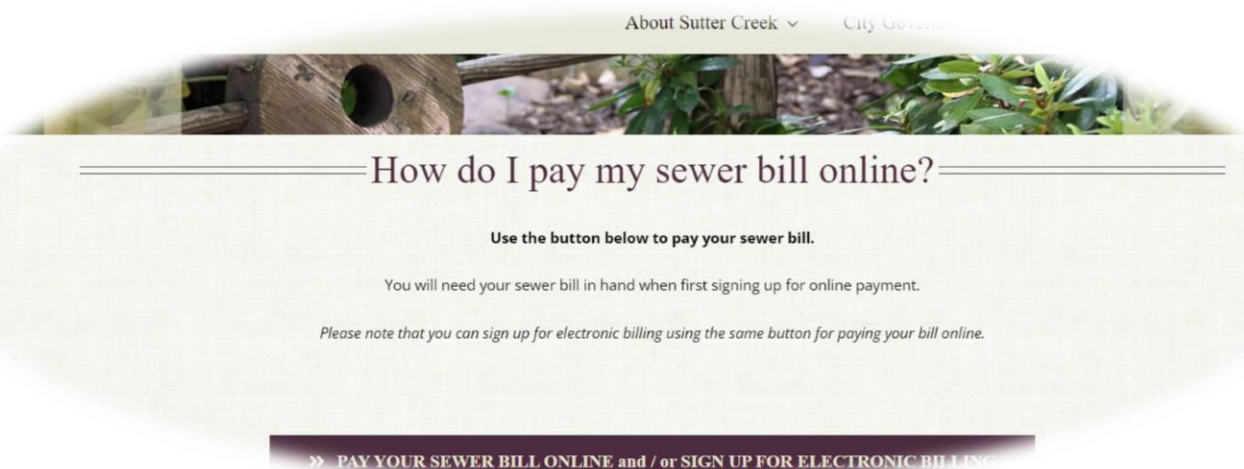 About Sutter Creek City
How do I pay my sewer bill online?
Use the button below to pay your sewer bill.
You will need your sewer bill in hand when first signing up for online payment.
Please note that you can sign up for electronic billing using the same button for paying your bill online.
PAY YOUR SEWER BILL ONLINE and / or SIGN UP FOR ELECTRONIC BILLING